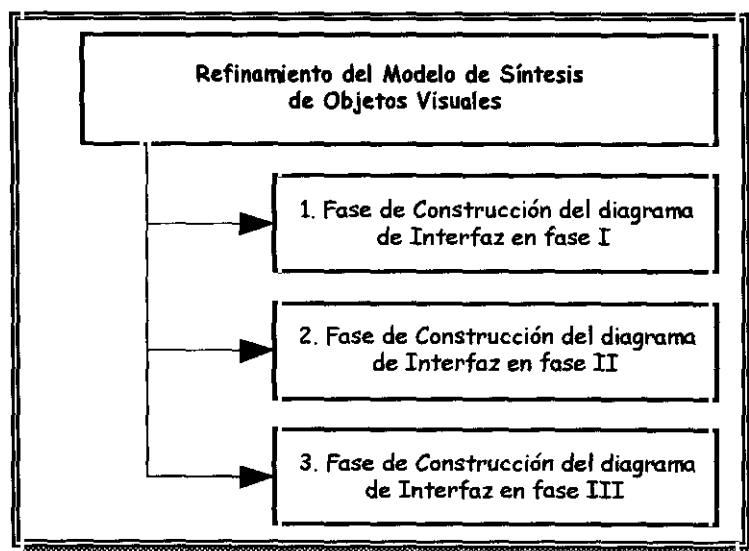 Refinamiento del Modelo de Síntesis
de Objetos Visuales
1. Fase de Construcción del diagrama
de Interfaz en fase I
2. Fase de Construcción del diagrama
de Interfaz en fase II
3. Fase de Construcción del diagrama
de Interfaz en fase III